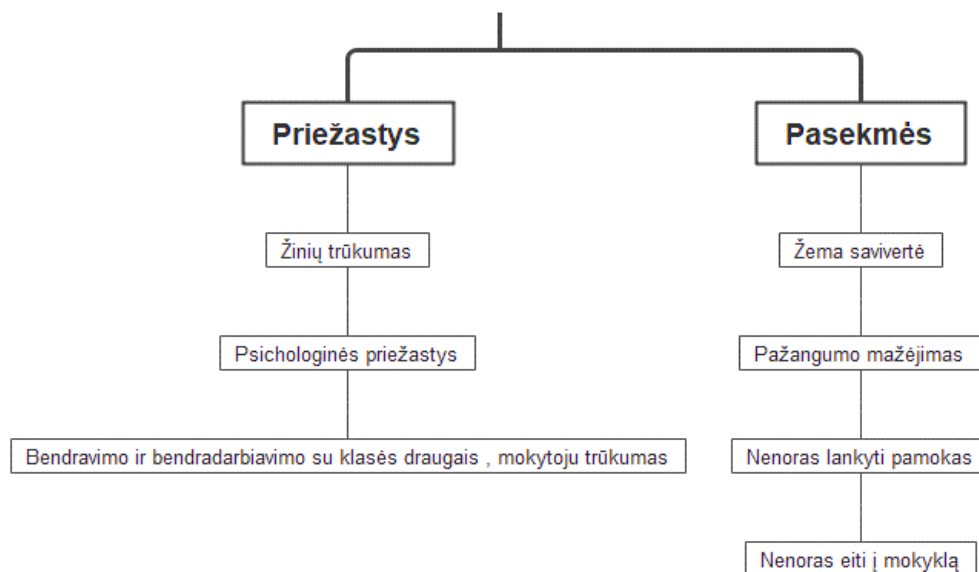 Priežastys
Žinių trūkumas
Psichologinės priežastys
Bendravimo ir bendradarbiavimo su klasės draugais , mokytoju trūkumas
Pasekmės
Žema savivertė
Pažangumo mažėjimas
Nenoras lankyti pamokas
Nenoras eiti į mokyklą